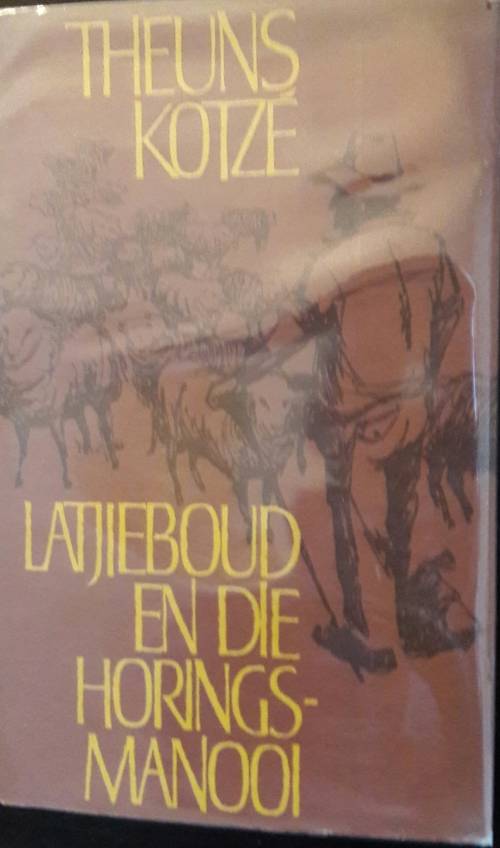 THEUNS
KOTZÉ
LATJIEBOUD
EN DIE
HORINGS-
MANOOI